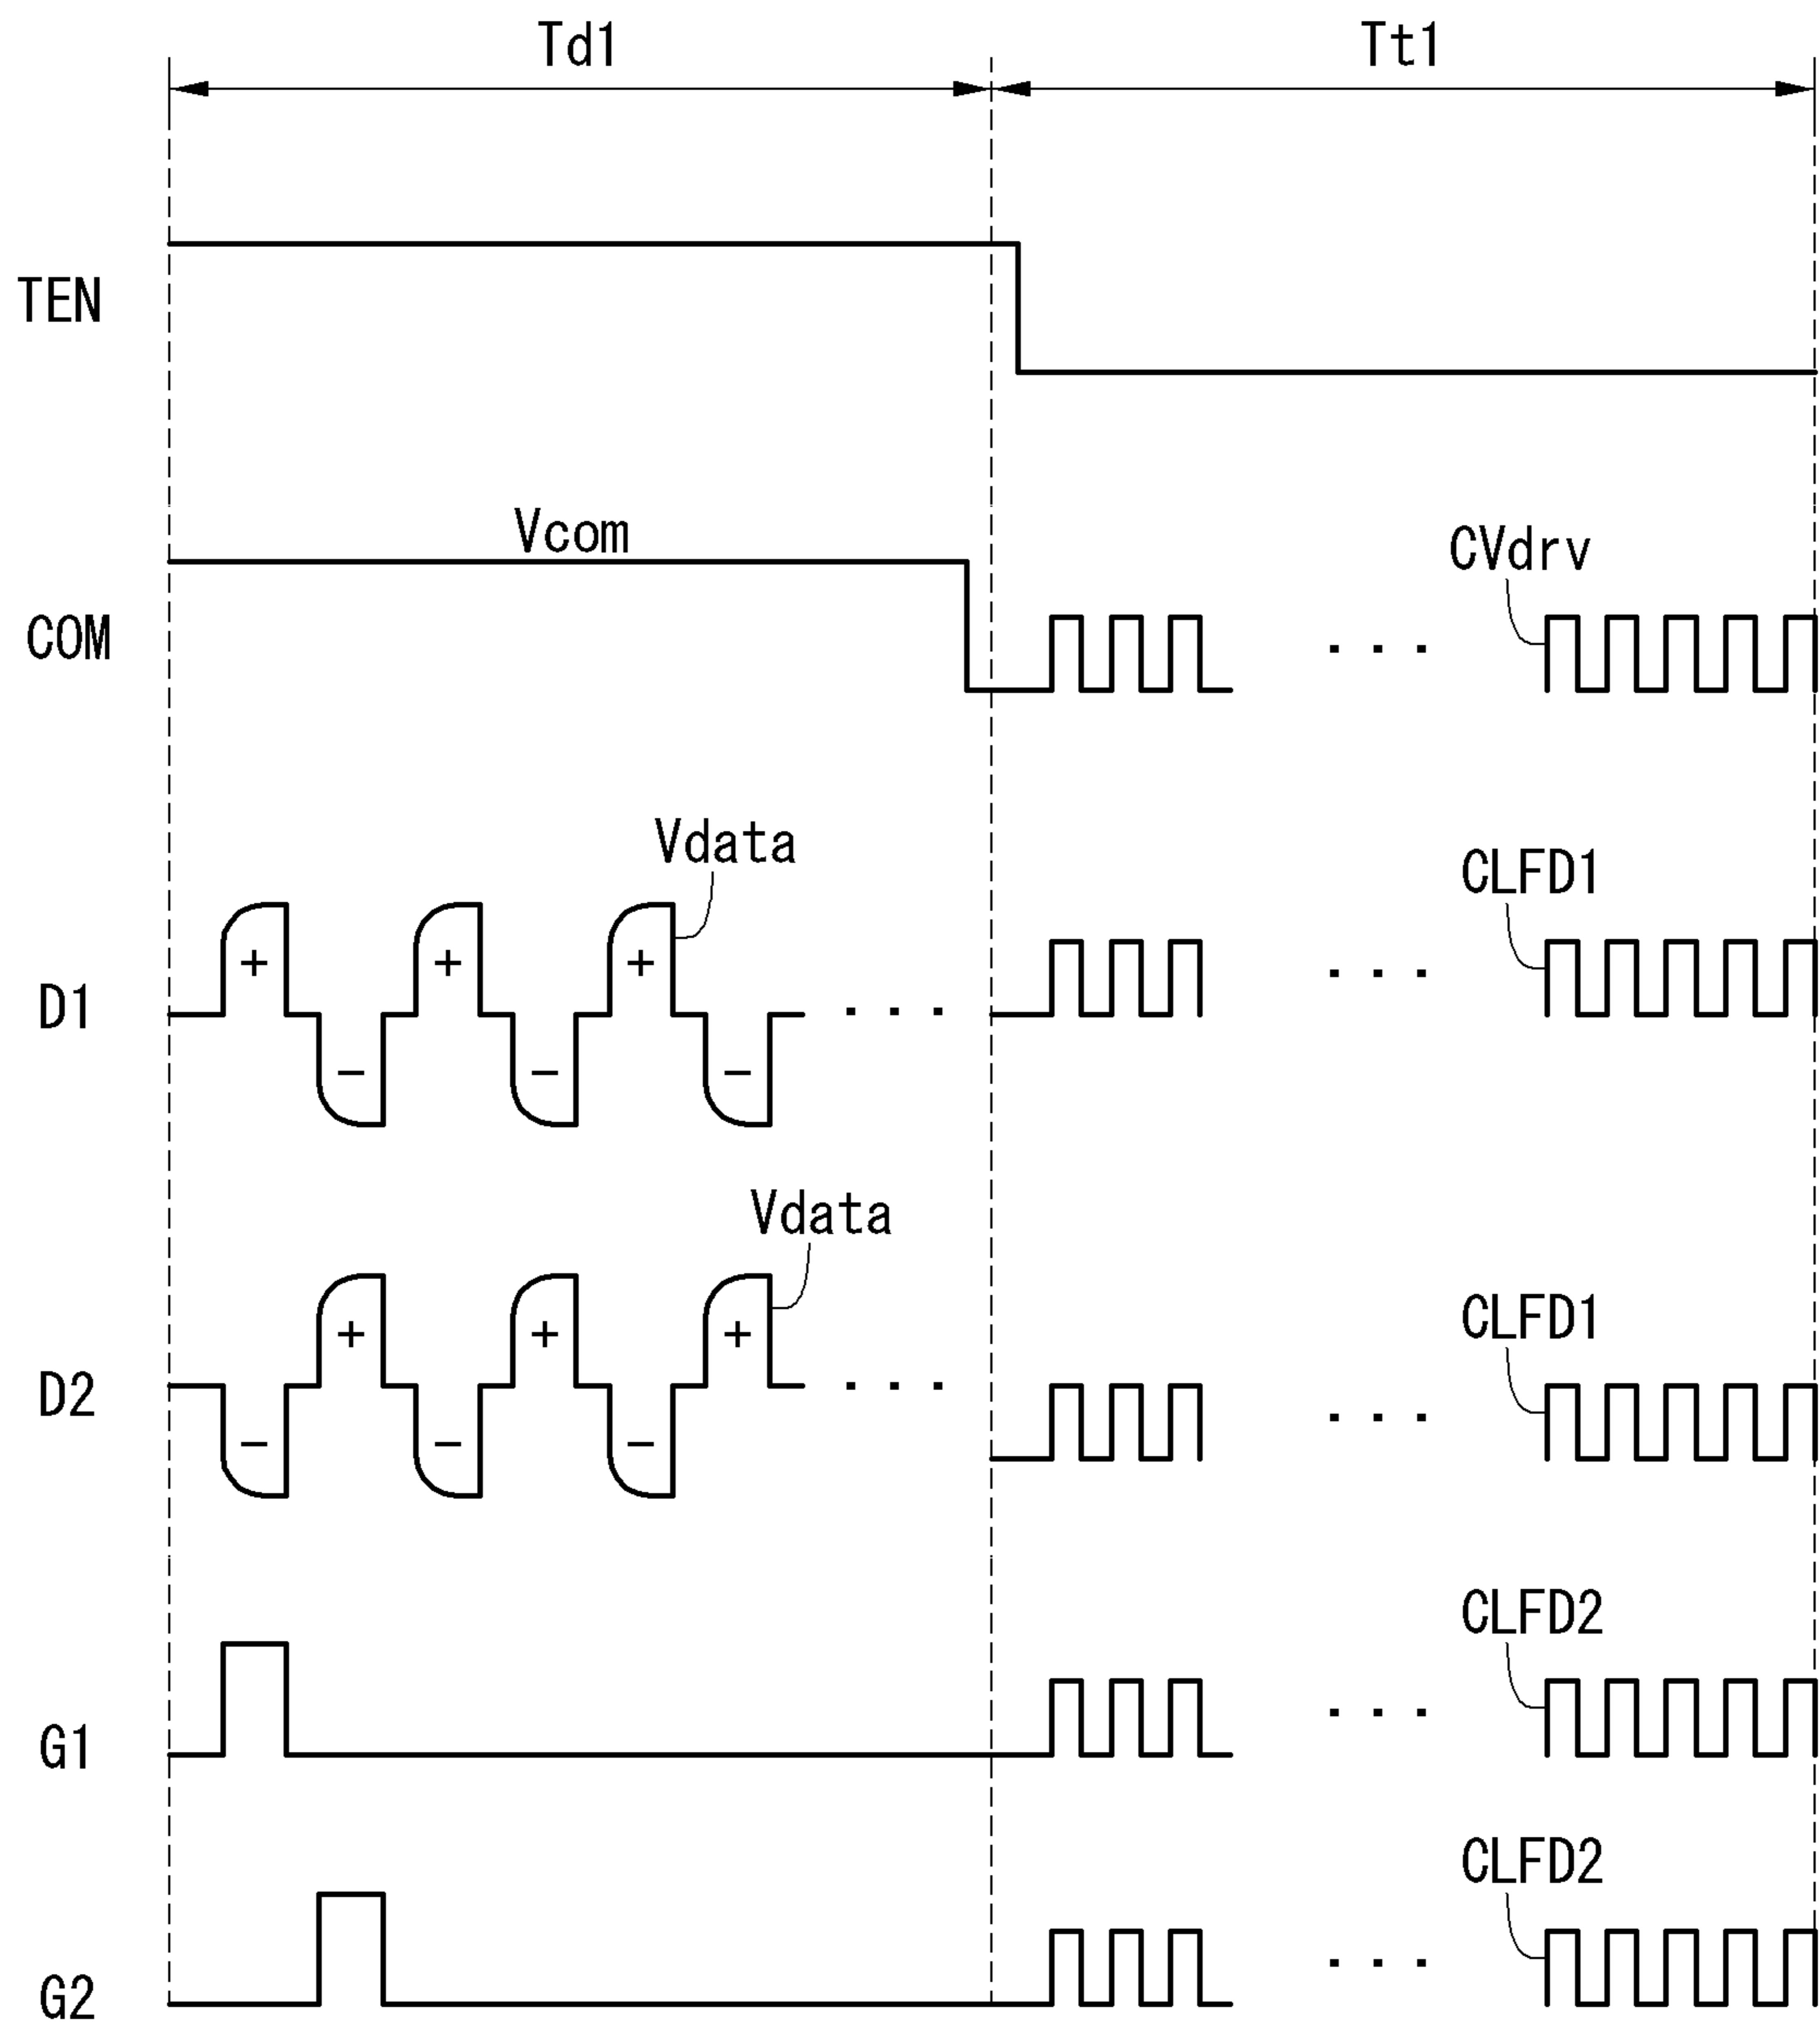 Td1 Tt1
TEN
Vcom
CVdrv
COM
Vdata
CLFD1
+ + +
D1
- - -
Vdata
CLFD1
+ + +
D2
- - -
CLFD2
G1
CLFD2
G2